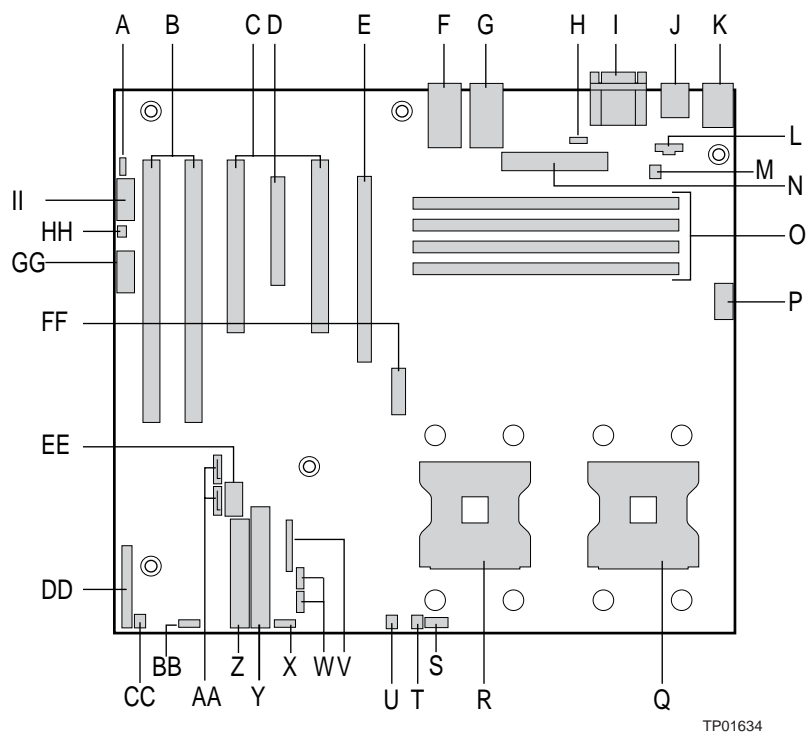 A B C D E F G H I J K
L
M
N
II
HH
O
GG
P
FF
EE
DD
BB Z X W V S
CC AA Y U T R Q
TP01634